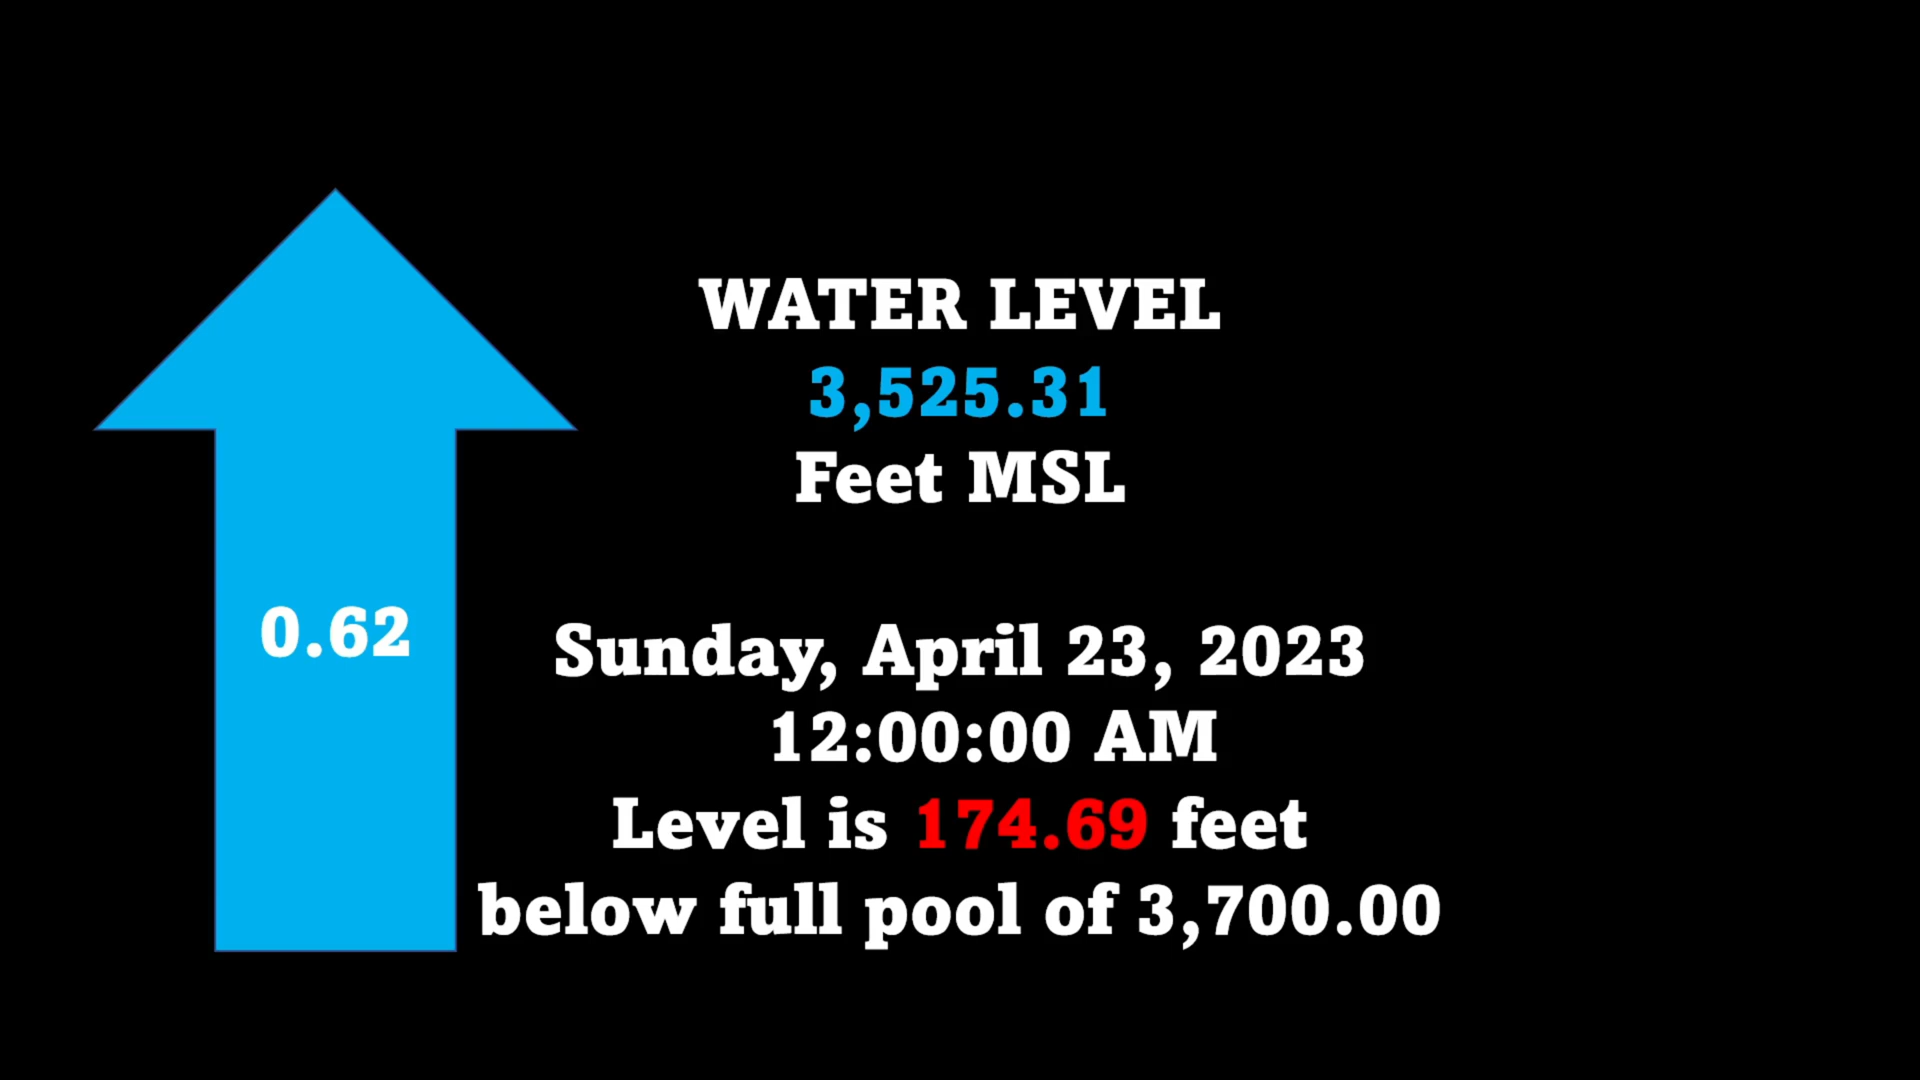 WATER LEVEL
3,525.31
Feet MSL
0.62
Sunday, April 23, 2023
12:00:00 AM
Level is 174.69 feet
below full pool of 3,700.00